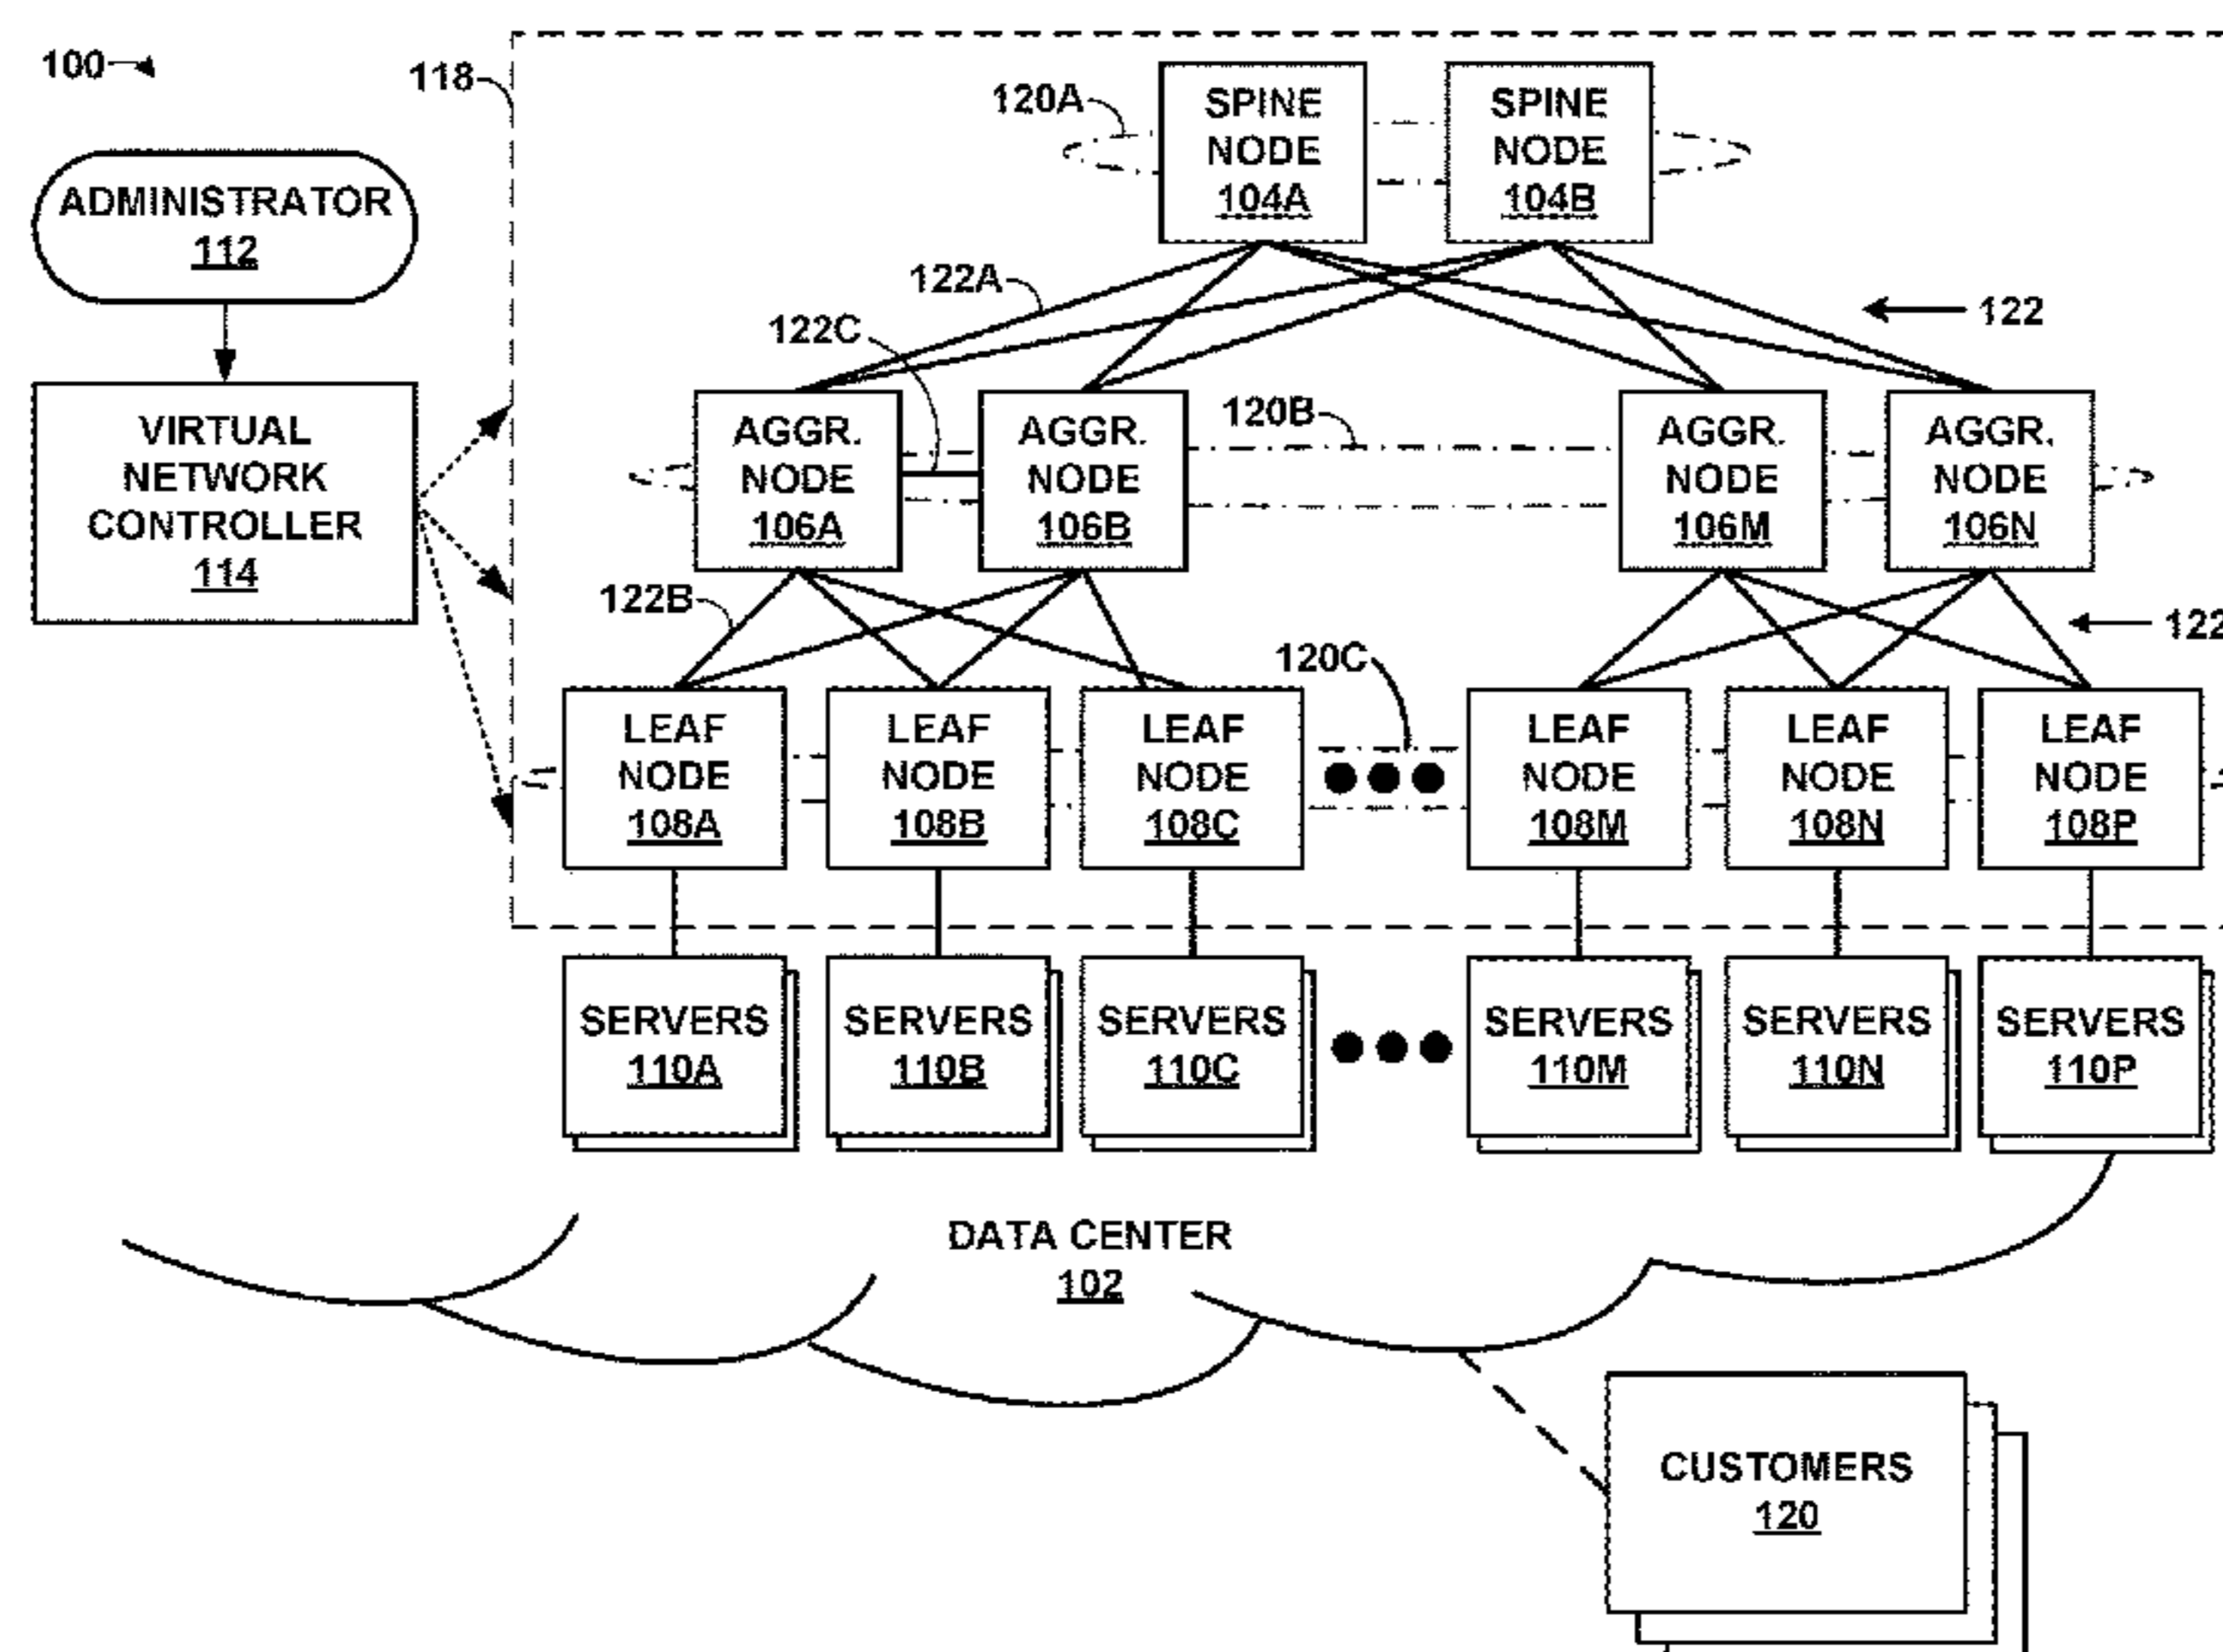 100
118
120A
SPINE
NODE
104A
SPINE
NODE
104B
ADMINISTRATOR
112
122A
122C
122
VIRTUAL
NETWORK
CONTROLLER
114
AGGR.
NODE
106A
AGGR.
NODE
106B
120B
AGGR.
NODE
106M
AGGR.
NODE
106N
122B
120C
122
LEAF
NODE
108A
LEAF
NODE
108B
LEAF
NODE
108C
LEAF
NODE
108M
LEAF
NODE
108N
LEAF
NODE
108P
SERVERS
110A
SERVERS
110B
SERVERS
110C
SERVERS
110M
SERVERS
110N
SERVERS
110P
DATA CENTER
102
CUSTOMERS
120